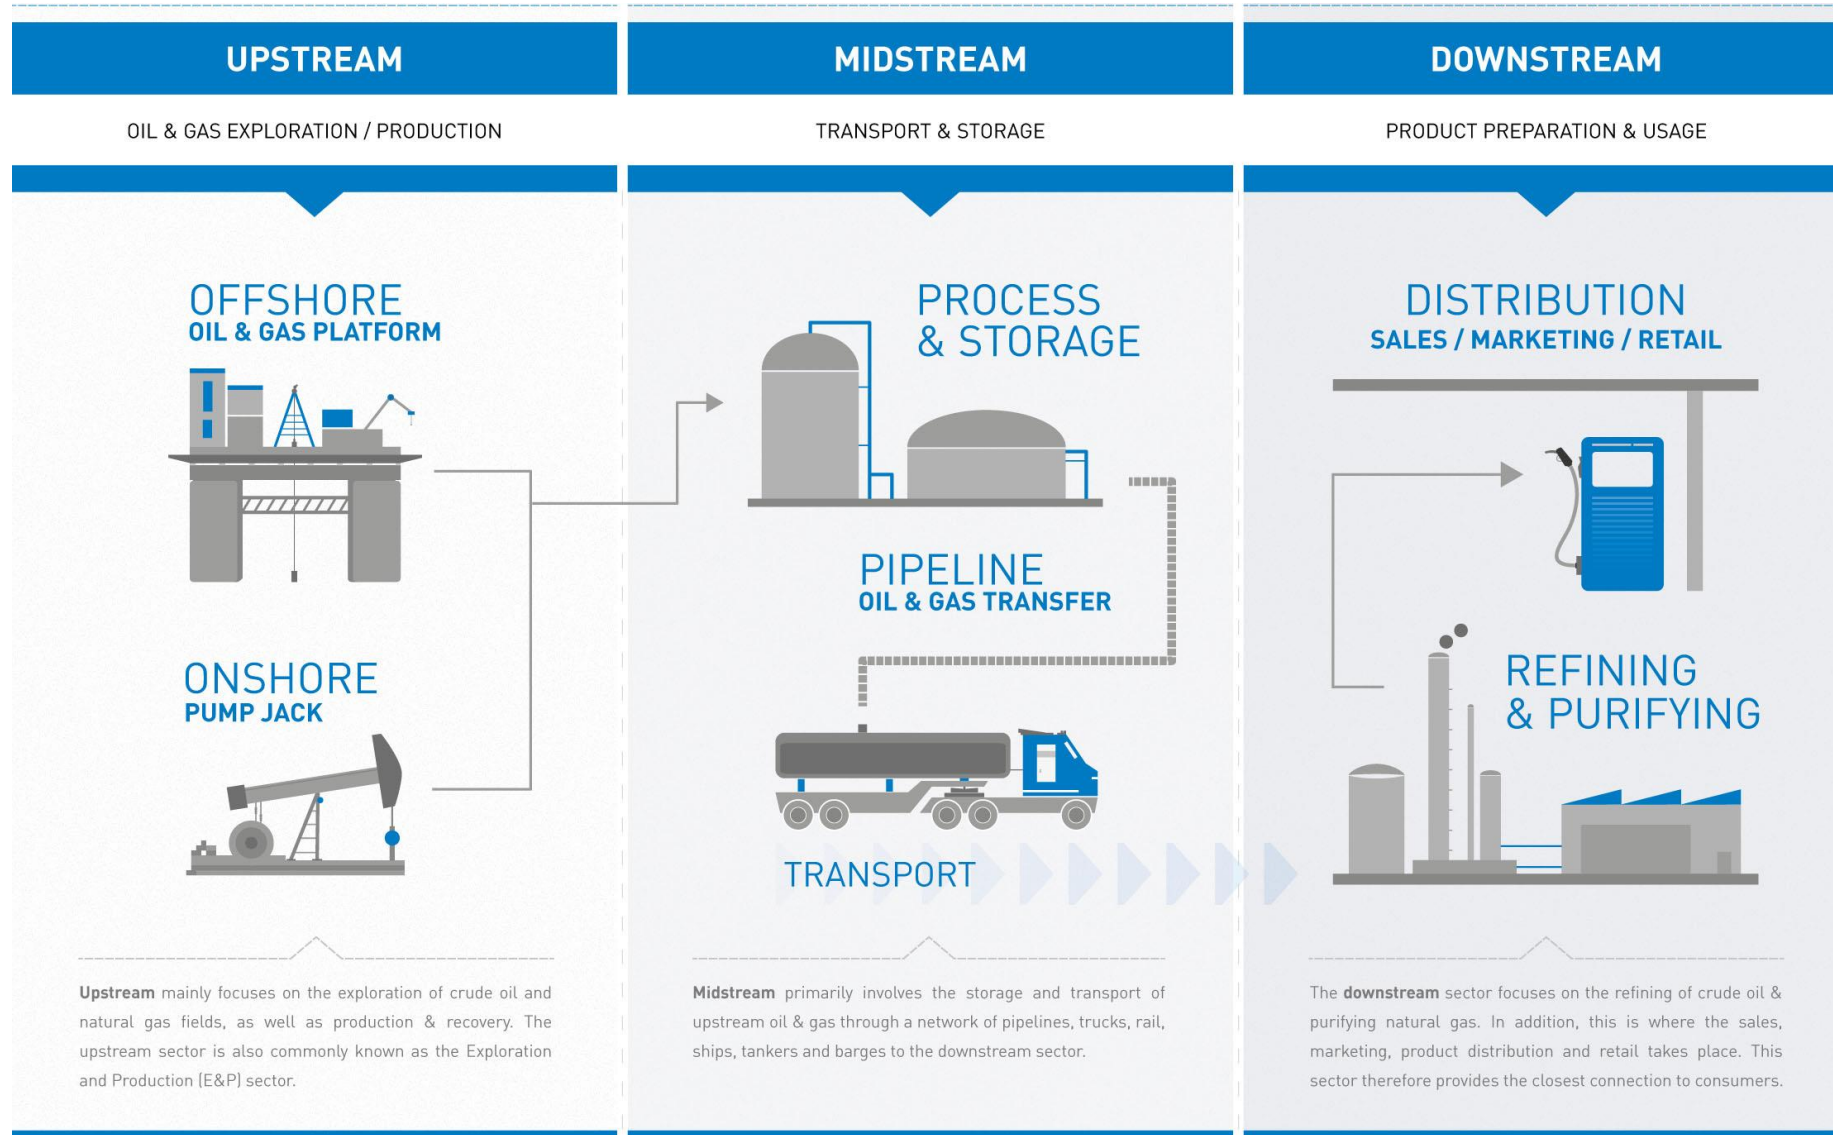 UPSTREAM
OIL & GAS EXPLORATION / PRODUCTION
OFFSHORE
OIL & GAS PLATFORM
ONSHORE
PUMP JACK
Upstream mainly focuses on the exploration of crude oil and
natural gas fields, as well as production & recovery. The
upstream sector is also commonly known as the Exploration
and Production (E&P) sector.
MIDSTREAM
TRANSPORT & STORAGE
PROCESS
& STORAGE
PIPELINE
OIL & GAS TRANSFER
TRANSPORT
Midstream primarily involves the storage and transport of
upstream oil & gas through a network of pipelines, trucks, rail,
ships, tankers and barges to the downstream sector.
DOWNSTREAM
PRODUCT PREPARATION & USAGE
DISTRIBUTION
SALES / MARKETING / RETAIL
REFINING
& PURIFYING
The downstream sector focuses on the refining of crude oil &
purifying natural gas. In addition, this is where the sales,
marketing, product distribution and retail takes place. This
sector therefore provides the closest connection to consumers.